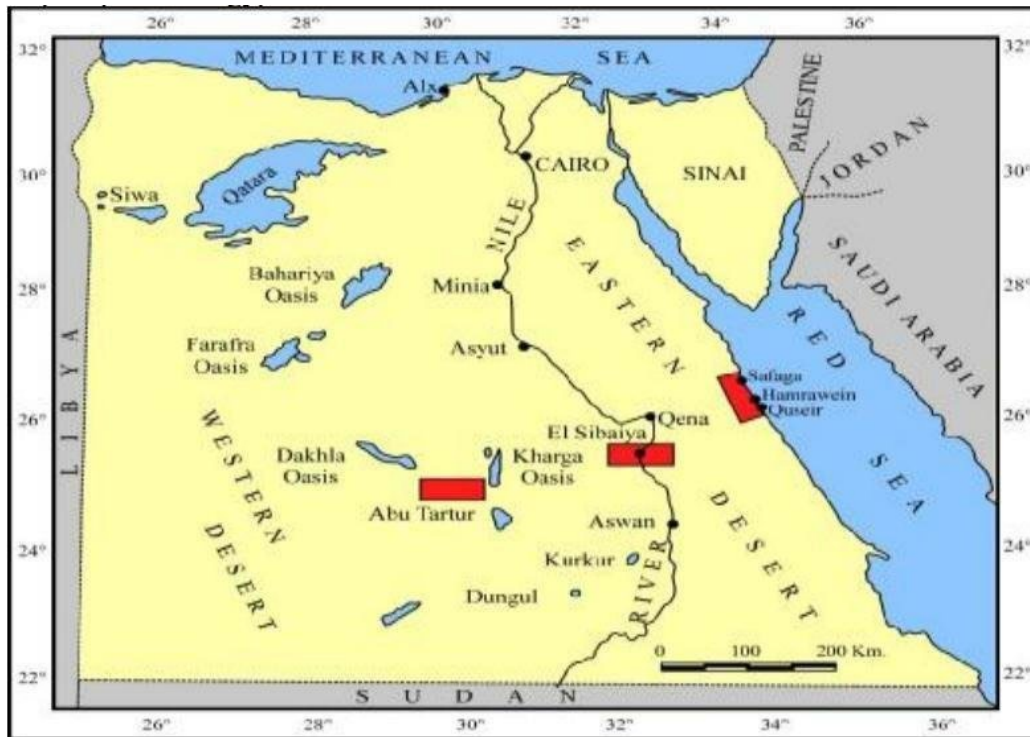 26° 28° 30° 32° 34° 36°
32° 32°
MEDITERRANEAN SEA
Alx
PALESTINE
JORDAN
30° CAIRO SINAI 30°
Qatara
Siwa
NILE
SAUDI ARABIA
EASTERN
28° 28°
Bahariya
Oasis
Minia
RED
Farafra
Oasis
Asyut
LIBYA
Safaga
Hamrawein
Quseir
26° 26°
Qena
El Sibaiya
WESTERN
Dakhla
Oasis
Kharga
Oasis
SEA
Abu Tartur
DESERT
Aswan
24° 24°
DESERT
Kurkur
RIVER
Dungul
0 100 200 Km.
22° 22°
SUDAN
26° 28° 30° 32° 34° 36°